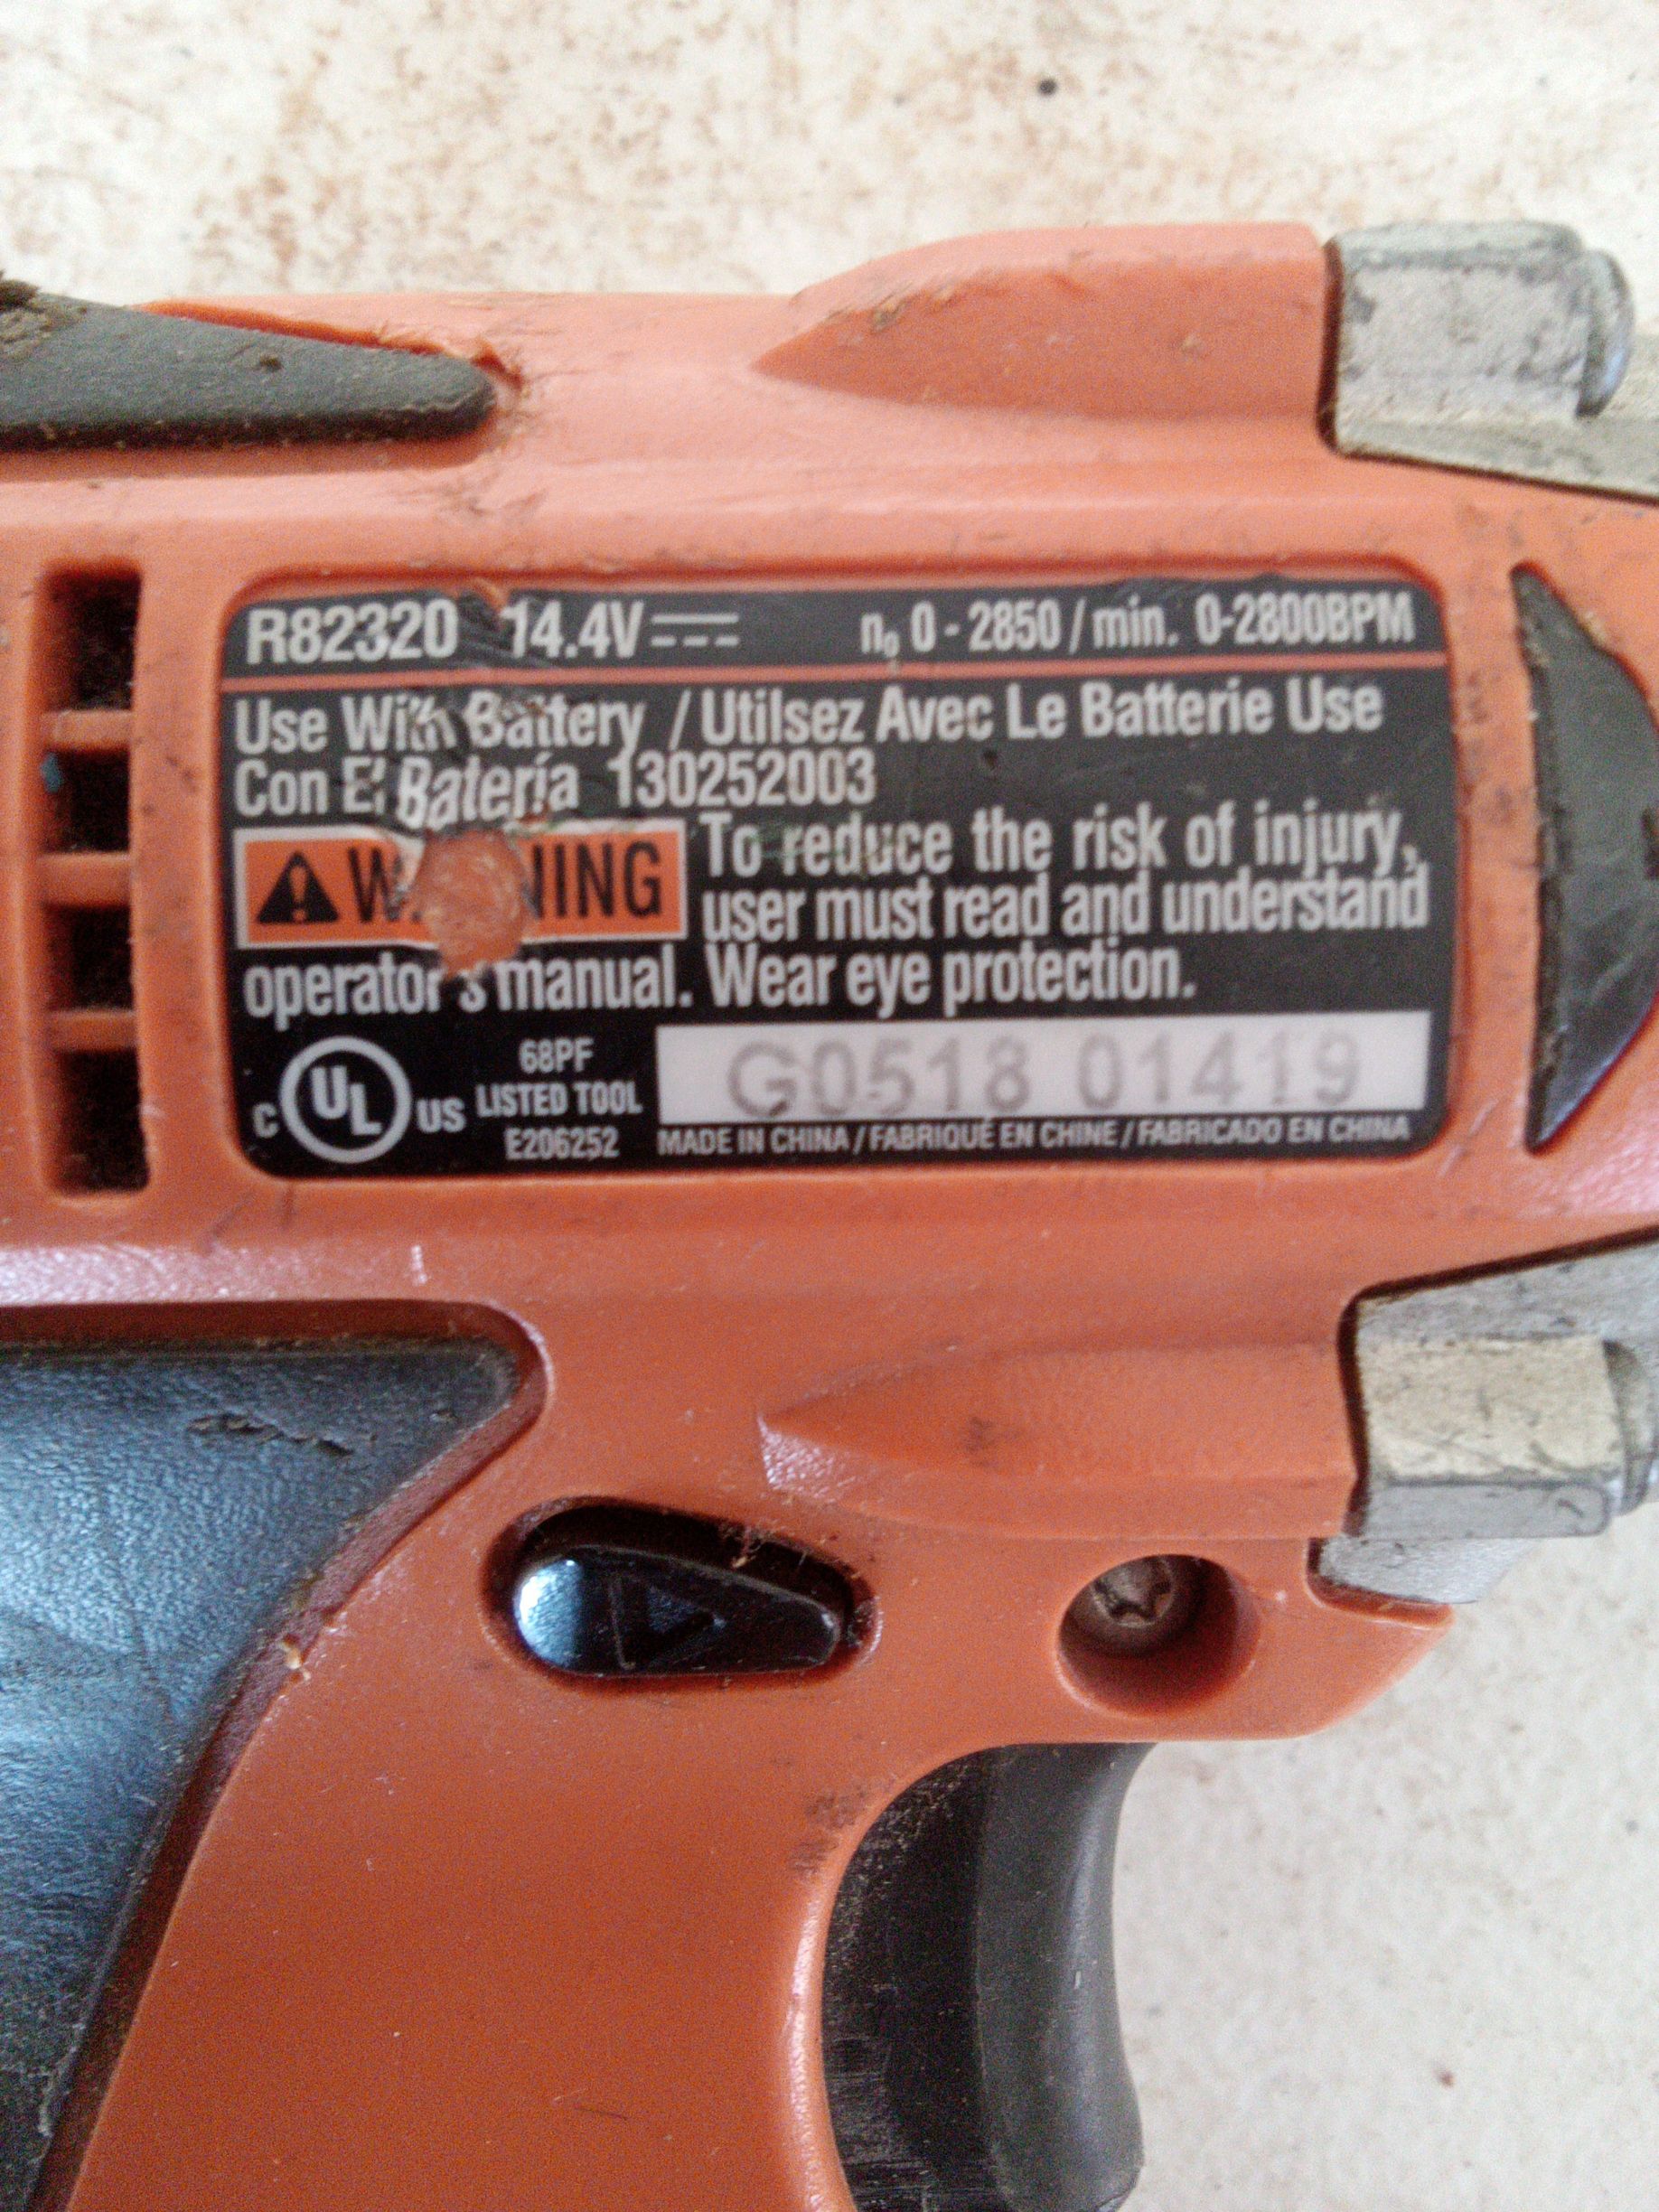 R82320 14.4V n₀ 0 - 2850 / min. 0-2800BPM
Use With Battery / Utilsez Avec Le Batterie Use
Con El Batería 130252003
To reduce the risk of injury,
user must read and understand
operator's manual. Wear eye protection.
C UL US 68PF
LISTED TOOL
E206252
G0518 01419
MADE IN CHINA / FABRIQUÉ EN CHINE / FABRICADO EN CHINA